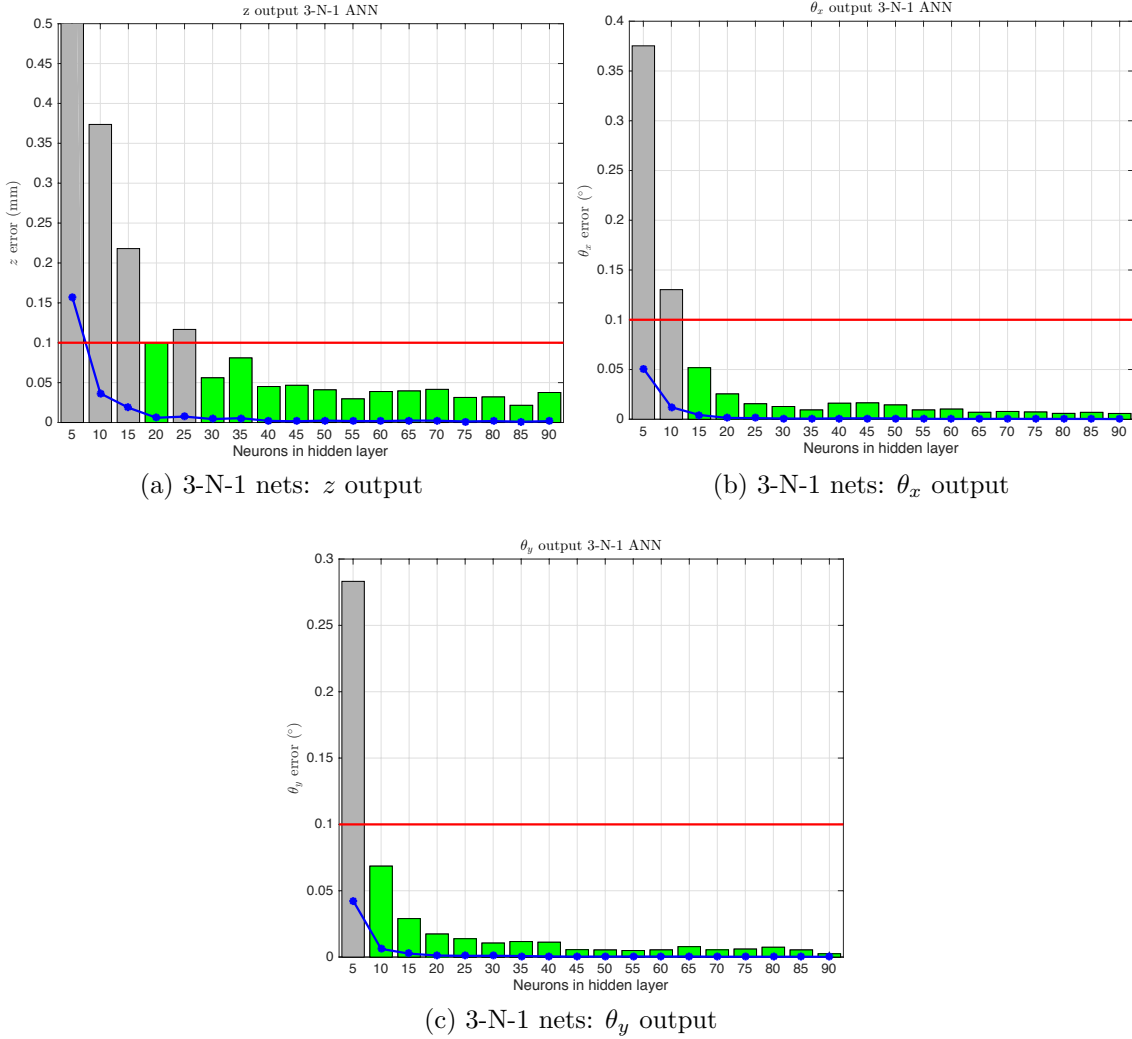 z output 3-N-1 ANN
0.5
0.45
0.4
0.35
0.3
0.25
0.2
0.15
0.1
0.05
0
z error (mm)
5 10 15 20 25 30 35 40 45 50 55 60 65 70 75 80 85 90
Neurons in hidden layer
(a) 3-N-1 nets: z output
θx output 3-N-1 ANN
0.4
0.35
0.3
0.25
0.2
0.15
0.1
0.05
0
θx error (°)
5 10 15 20 25 30 35 40 45 50 55 60 65 70 75 80 85 90
Neurons in hidden layer
(b) 3-N-1 nets: θx output
θy output 3-N-1 ANN
0.3
0.25
0.2
0.15
0.1
0.05
0
θy error (°)
5 10 15 20 25 30 35 40 45 50 55 60 65 70 75 80 85 90
Neurons in hidden layer
(c) 3-N-1 nets: θy output